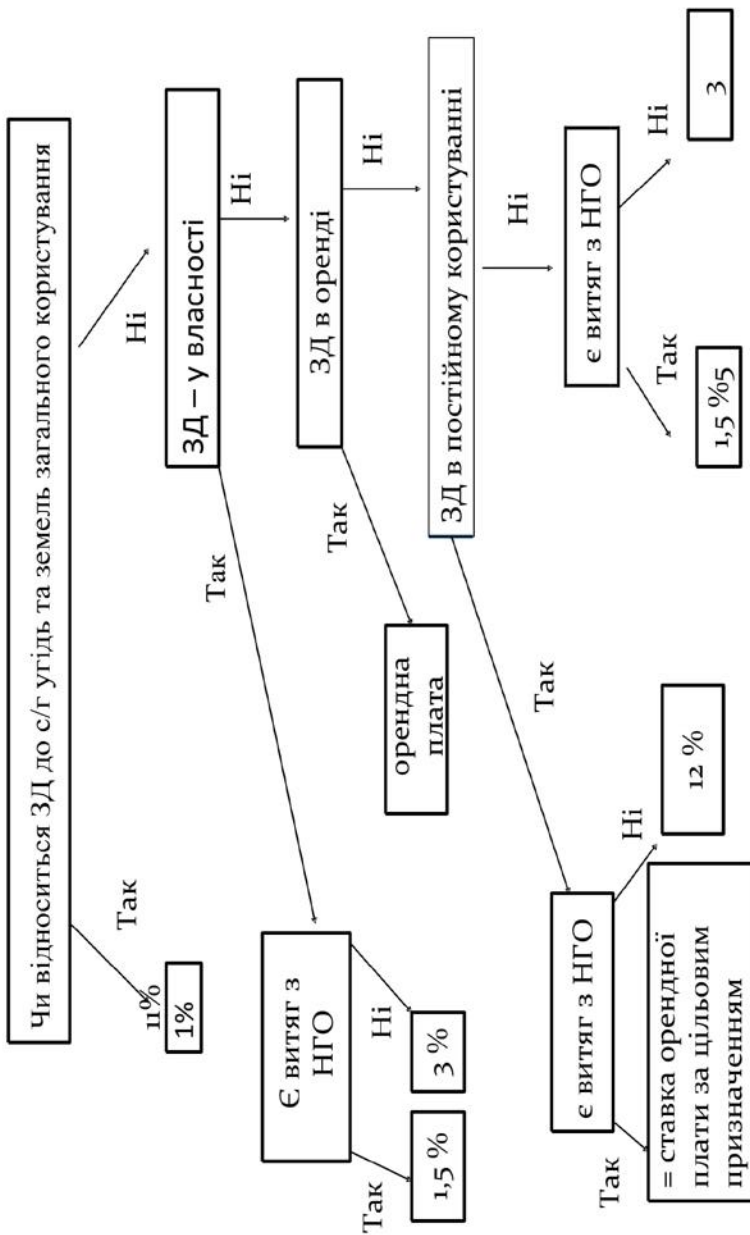 Чи відноситься ЗД до с/г угідь та земель загального користування
Так
Ні
11%
1%
ЗД – у власності
Так
Ні
Є витяг з
НГО
ЗД в оренді
Так
Ні
Так
Ні
1,5 %
3 %
орендна
плата
ЗД в постійному користуванні
Так
Ні
є витяг з НГО
є витяг з НГО
Так
Ні
Так
Ні
= ставка орендної
плати за цільовим
призначенням
12 %
1,5 %5
3